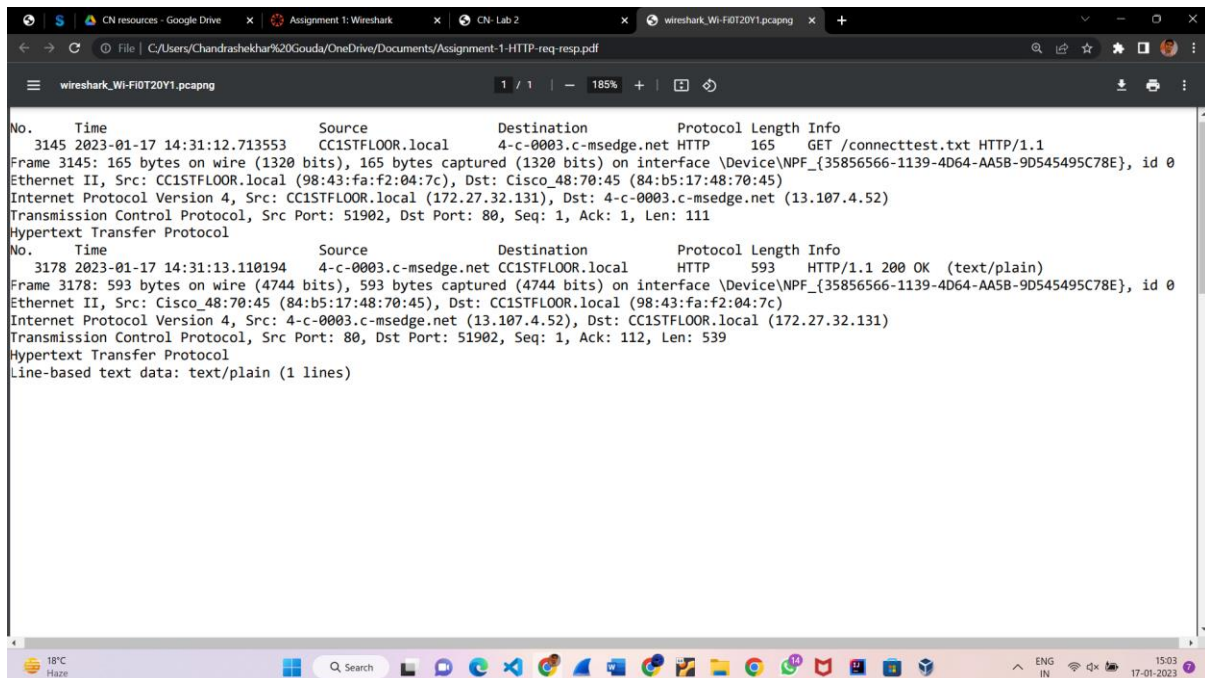 CN resources - Google Drive
Assignment 1: Wireshark
CN- Lab 2
wireshark_Wi-Fi0T20Y1.pcapng
File | C:/Users/Chandrashekhar%20Gouda/OneDrive/Documents/Assignment-1-HTTP-req-resp.pdf
wireshark_Wi-Fi0T20Y1.pcapng
1 / 1 | — 185% + |
No. Time Source Destination Protocol Length Info
3145 2023-01-17 14:31:12.713553 CC1STFLOOR.local 4-c-0003.c-msedge.net HTTP 165 GET /connecttest.txt HTTP/1.1
Frame 3145: 165 bytes on wire (1320 bits), 165 bytes captured (1320 bits) on interface \Device\NPF_{35856566-1139-4D64-AA5B-9D545495C78E}, id 0
Ethernet II, Src: CC1STFLOOR.local (98:43:fa:f2:04:7c), Dst: Cisco_48:70:45 (84:b5:17:48:70:45)
Internet Protocol Version 4, Src: CC1STFLOOR.local (172.27.32.131), Dst: 4-c-0003.c-msedge.net (13.107.4.52)
Transmission Control Protocol, Src Port: 51902, Dst Port: 80, Seq: 1, Ack: 1, Len: 111
Hypertext Transfer Protocol
No. Time Source Destination Protocol Length Info
3178 2023-01-17 14:31:13.110194 4-c-0003.c-msedge.net CC1STFLOOR.local HTTP 593 HTTP/1.1 200 OK (text/plain)
Frame 3178: 593 bytes on wire (4744 bits), 593 bytes captured (4744 bits) on interface \Device\NPF_{35856566-1139-4D64-AA5B-9D545495C78E}, id 0
Ethernet II, Src: Cisco_48:70:45 (84:b5:17:48:70:45), Dst: CC1STFLOOR.local (98:43:fa:f2:04:7c)
Internet Protocol Version 4, Src: 4-c-0003.c-msedge.net (13.107.4.52), Dst: CC1STFLOOR.local (172.27.32.131)
Transmission Control Protocol, Src Port: 80, Dst Port: 51902, Seq: 1, Ack: 112, Len: 539
Hypertext Transfer Protocol
Line-based text data: text/plain (1 lines)
18°C
Haze
Search
14
ENG
IN
15:03
17-01-2023
7